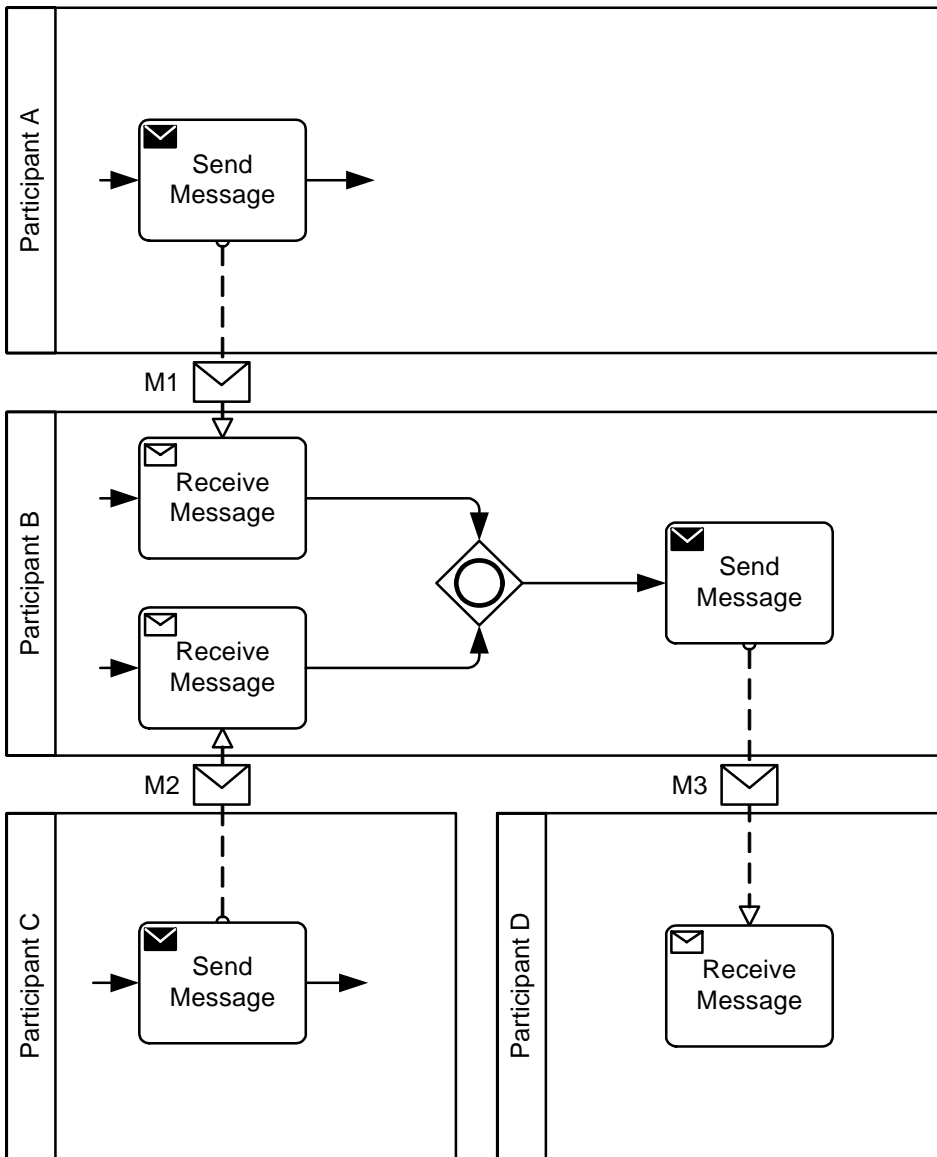 Participant A
Send
Message
M1
Participant B
Receive
Message
Receive
Message
Send
Message
M2
M3
Participant C
Send
Message
Participant D
Receive
Message